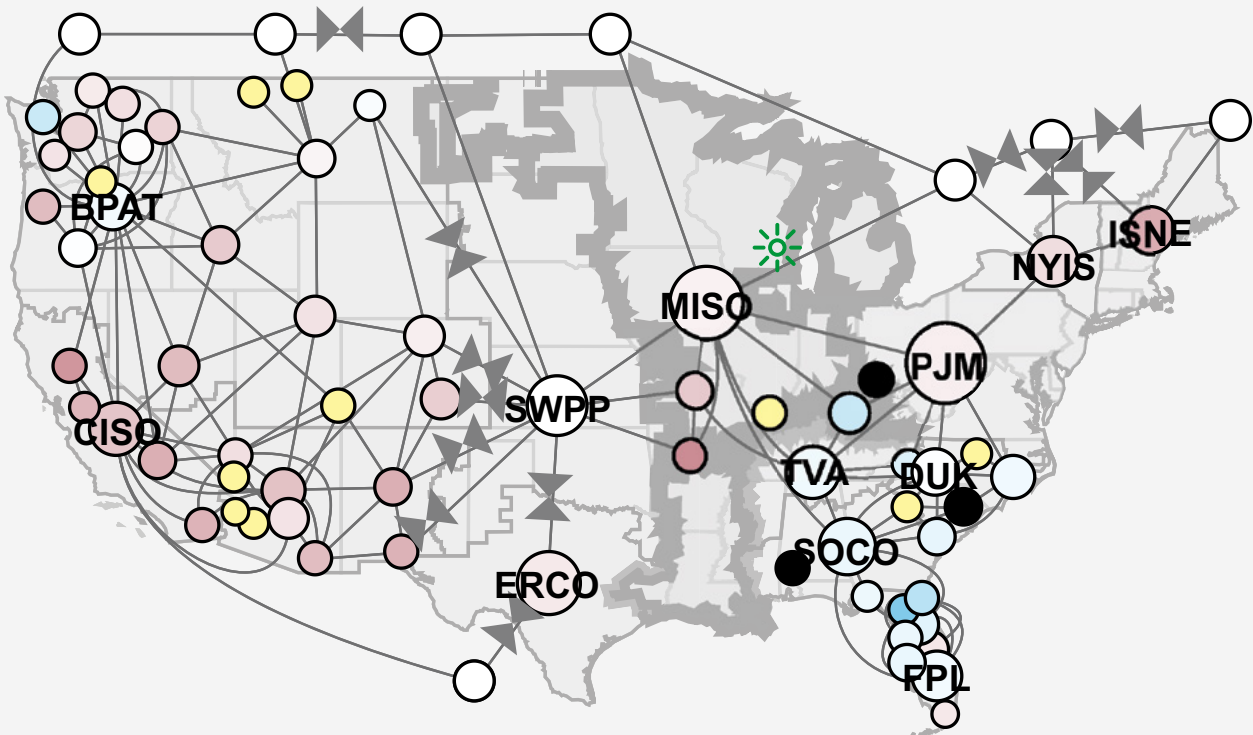 BPAT
ISNE
NYIS
MISO
PJM
SWPP
CISO
TVA
DUK
SOCO
ERCO
FPL